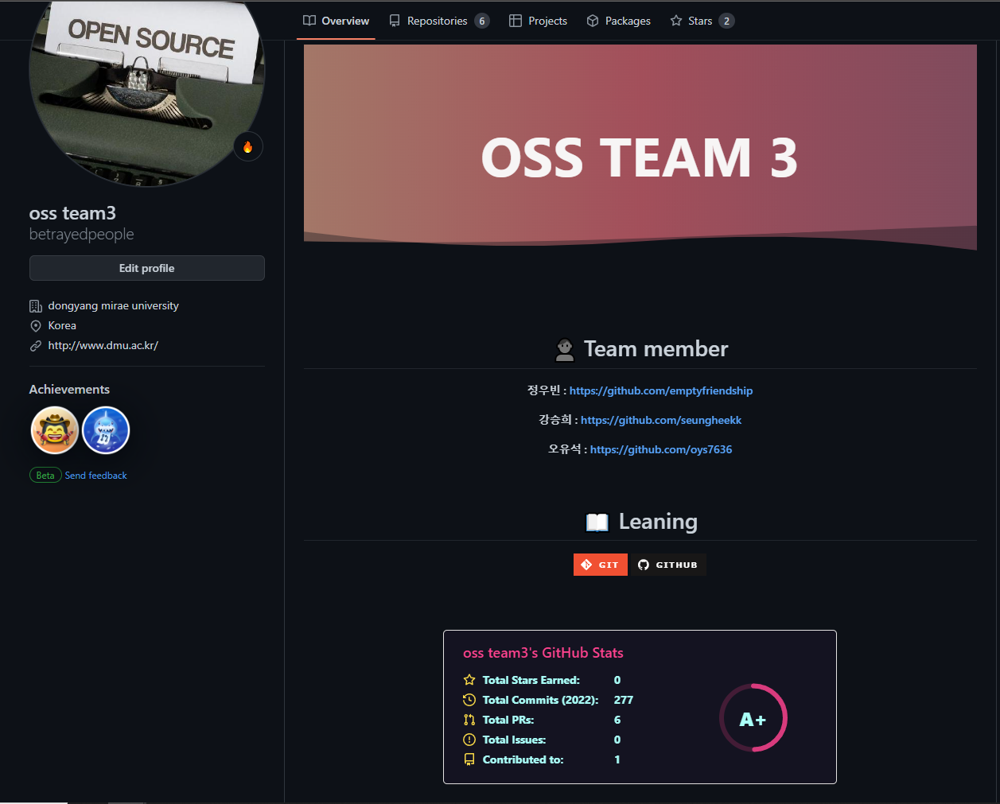 Overview
Repositories 6
Projects
Packages
Stars 2
OPEN SOURCE
oss team3
betrayedpeople
Edit profile
dongyang mirae university
Korea
http://www.dmu.ac.kr/
Achievements
Beta Send feedback
OSS TEAM 3
Team member
정우빈 : https://github.com/emptyfriendship
강승희 : https://github.com/seungheekk
오유석 : https://github.com/oys7636
Leaning
GIT
GITHUB
oss team3's GitHub Stats
Total Stars Earned: 0
Total Commits (2022): 277
Total PRs: 6
Total Issues: 0
Contributed to: 1
A+